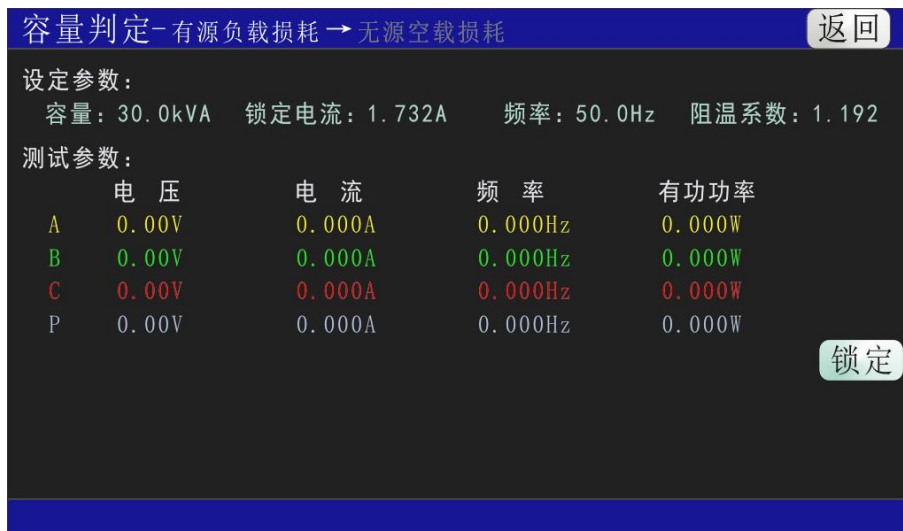 容量判定-有源负载损耗→无源空载损耗 返回
设定参数:
容量: 30.0kVA 锁定电流: 1.732A 频率: 50.0Hz 阻温系数: 1.192
测试参数:
电 压 电 流 频 率 有功功率
A 0.00V 0.000A 0.000Hz 0.000W
B 0.00V 0.000A 0.000Hz 0.000W
C 0.00V 0.000A 0.000Hz 0.000W
P 0.00V 0.000A 0.000Hz 0.000W
锁定